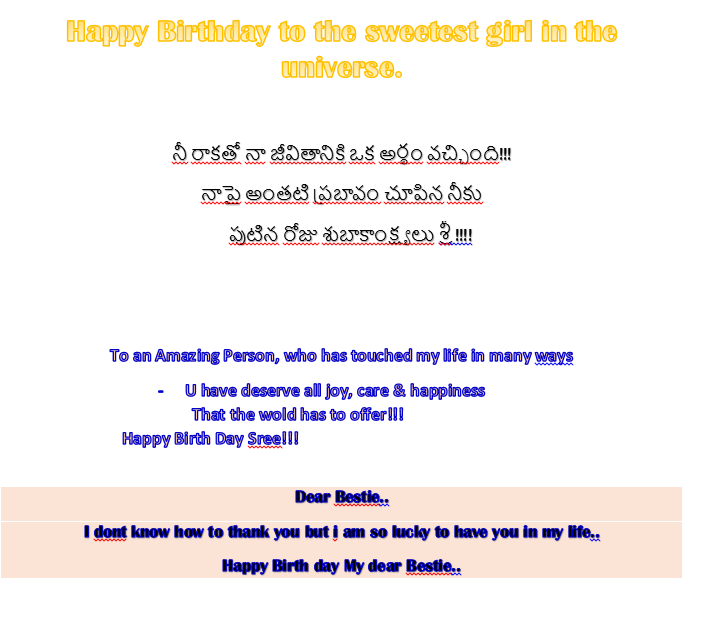 Happy Birthday to the sweetest girl in the
universe.
నీ రాకతో నా జీవితానికి ఒక అర్థం వచ్చింది!!!
నాపై అంతటి ప్రబావం చూపిన నీకు
పుటిన రోజు శుబాకాంక్ష్యలు శ్రీ !!!!
To an Amazing Person, who has touched my life in many ways
- U have deserve all joy, care & happiness
That the wold has to offer!!!
Happy Birth Day Sree!!!
Dear Bestie..
I dont know how to thank you but i am so lucky to have you in my life..
Happy Birth day My dear Bestie..